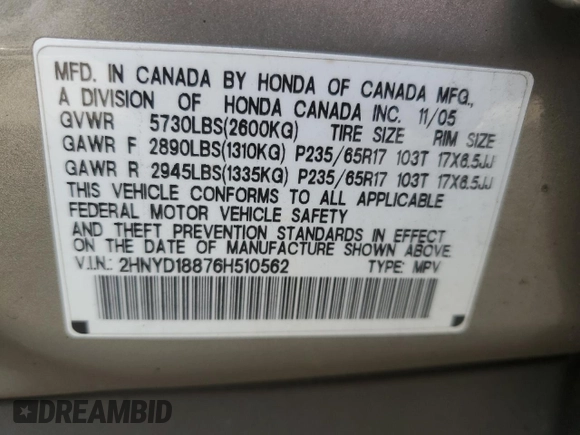 MFD. IN CANADA BY HONDA OF CANADA MFG.,
A DIVISION OF HONDA CANADA INC. 11/05
GVWR 5730LBS(2600KG) TIRE SIZE RIM SIZE
GAWR F 2890LBS(1310KG) P235/65R17 103T 17X6.5JJ
GAWR R 2945LBS(1335KG) P235/65R17 103T 17X6.5JJ
THIS VEHICLE CONFORMS TO ALL APPLICABLE
FEDERAL MOTOR VEHICLE SAFETY
AND THEFT PREVENTION STANDARDS IN EFFECT
ON THE DATE OF MANUFACTURE SHOWN ABOVE
V.I.N.: 2HNYD18876H510562 TYPE: MPV
DREAMBID